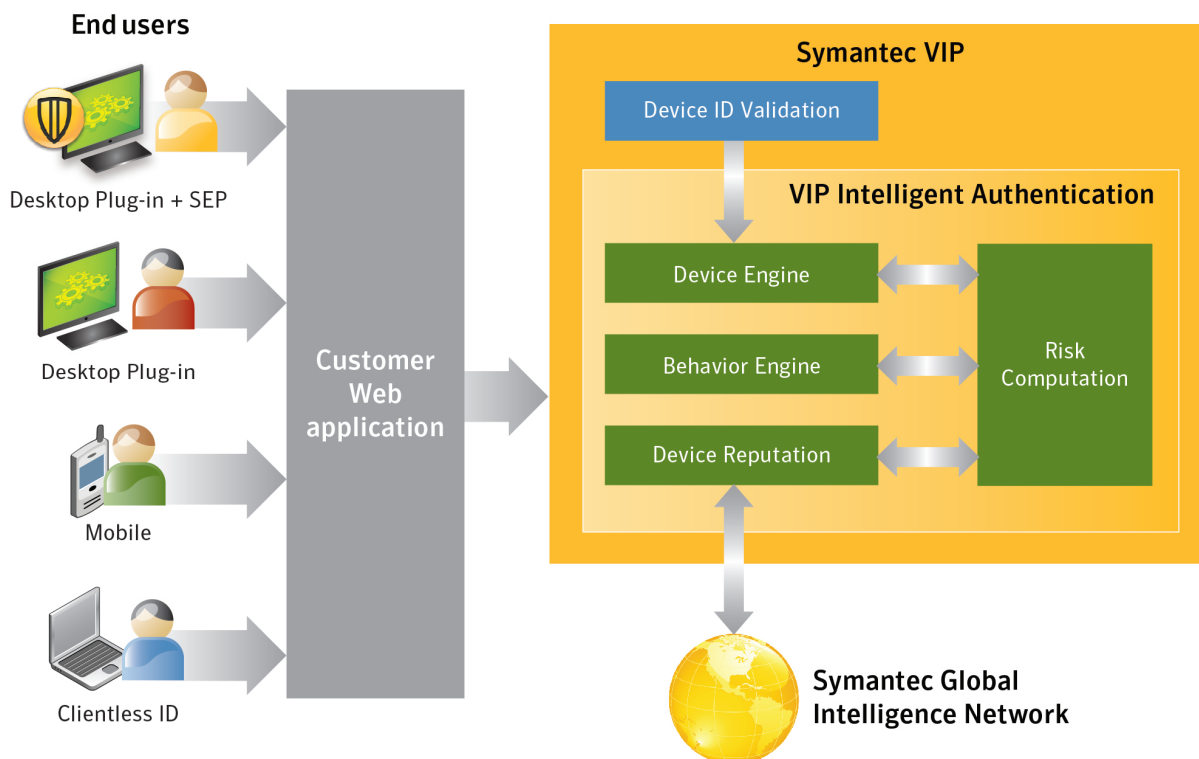 End users
Desktop Plug-in + SEP
Desktop Plug-in
Mobile
Clientless ID
Customer
Web
application
Symantec VIP
Device ID Validation
VIP Intelligent Authentication
Device Engine
Behavior Engine
Device Reputation
Risk
Computation
Symantec Global
Intelligence Network